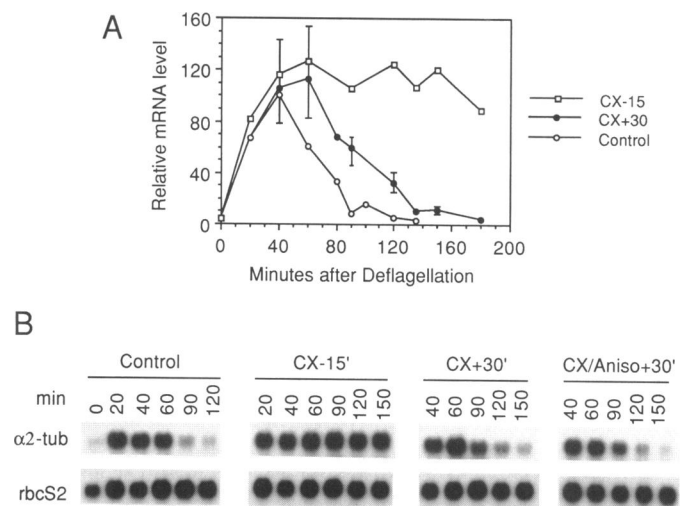 A
Relative mRNA level
160
120
80
40
0
0 40 80 120 160 200
Minutes after Deflagellation
CX-15
CX+30
Control
B
Control CX-15' CX+30' CX/Aniso+30'
min 0 20 40 60 90 120 20 40 60 90 120 150 40 60 90 120 150 40 60 90 120 150
α2-tub
rbcS2